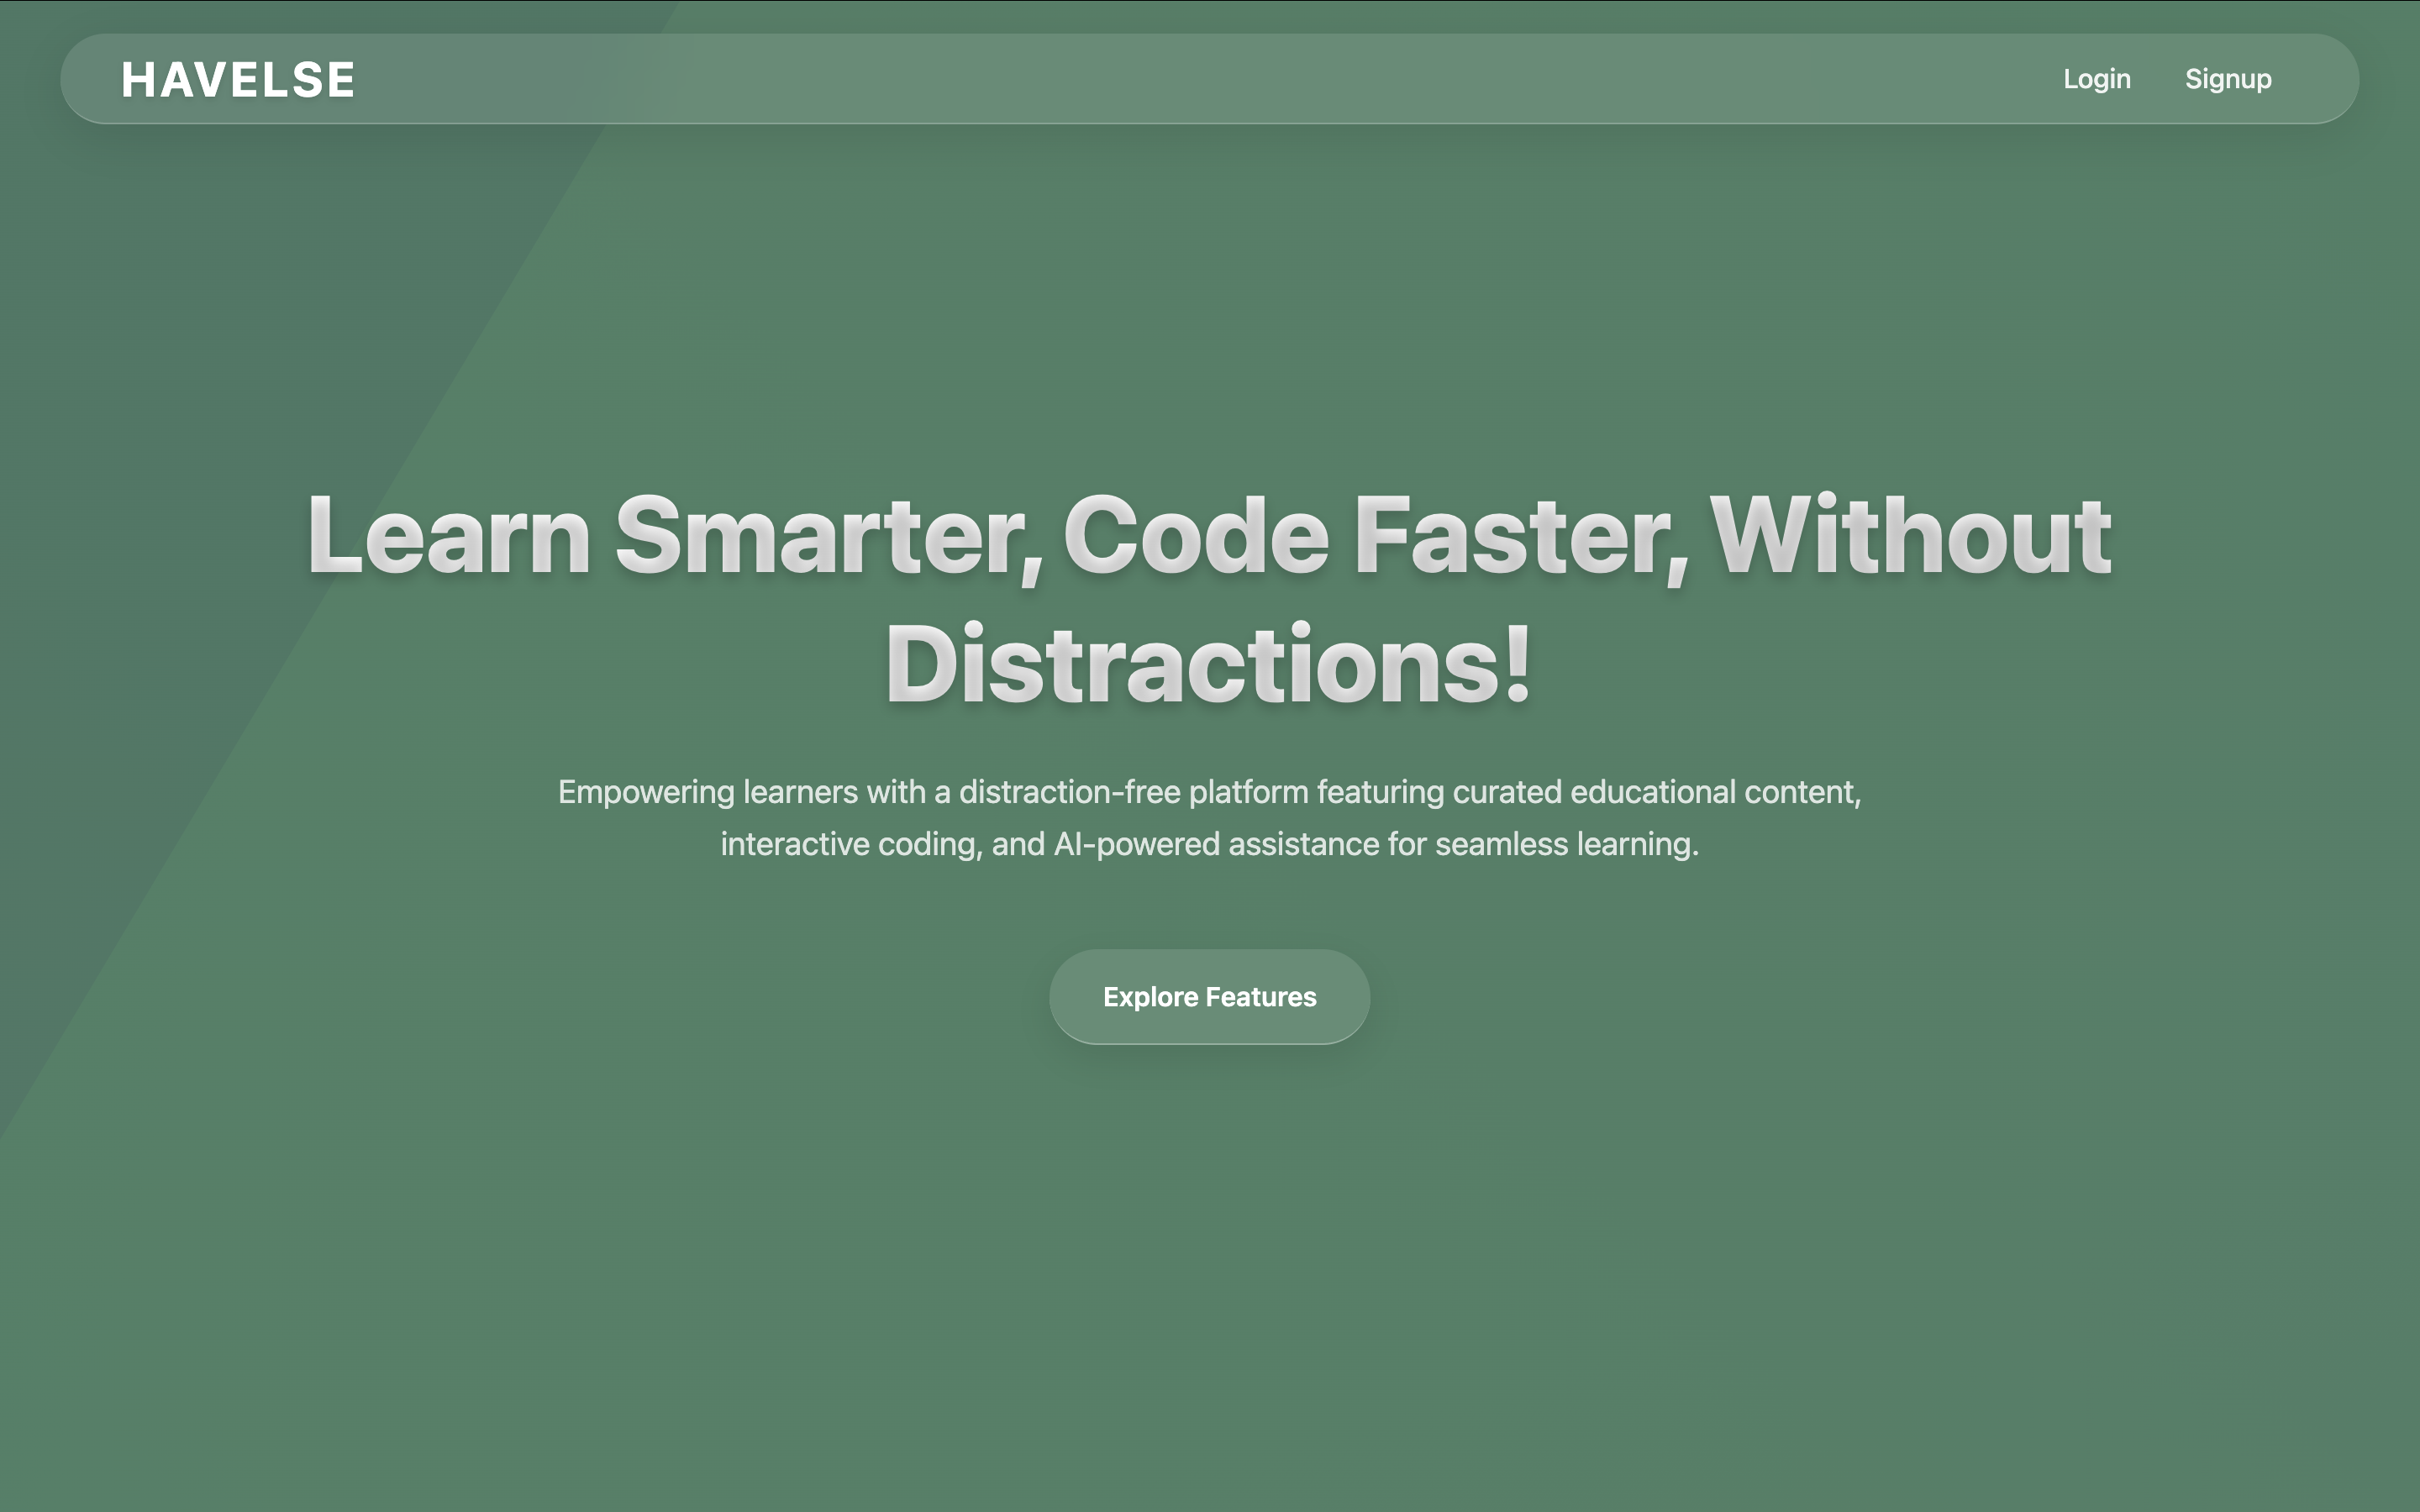 HAVELSE
Login
Signup
Learn Smarter, Code Faster, Without
Distractions!
Empowering learners with a distraction-free platform featuring curated educational content,
interactive coding, and AI-powered assistance for seamless learning.
Explore Features